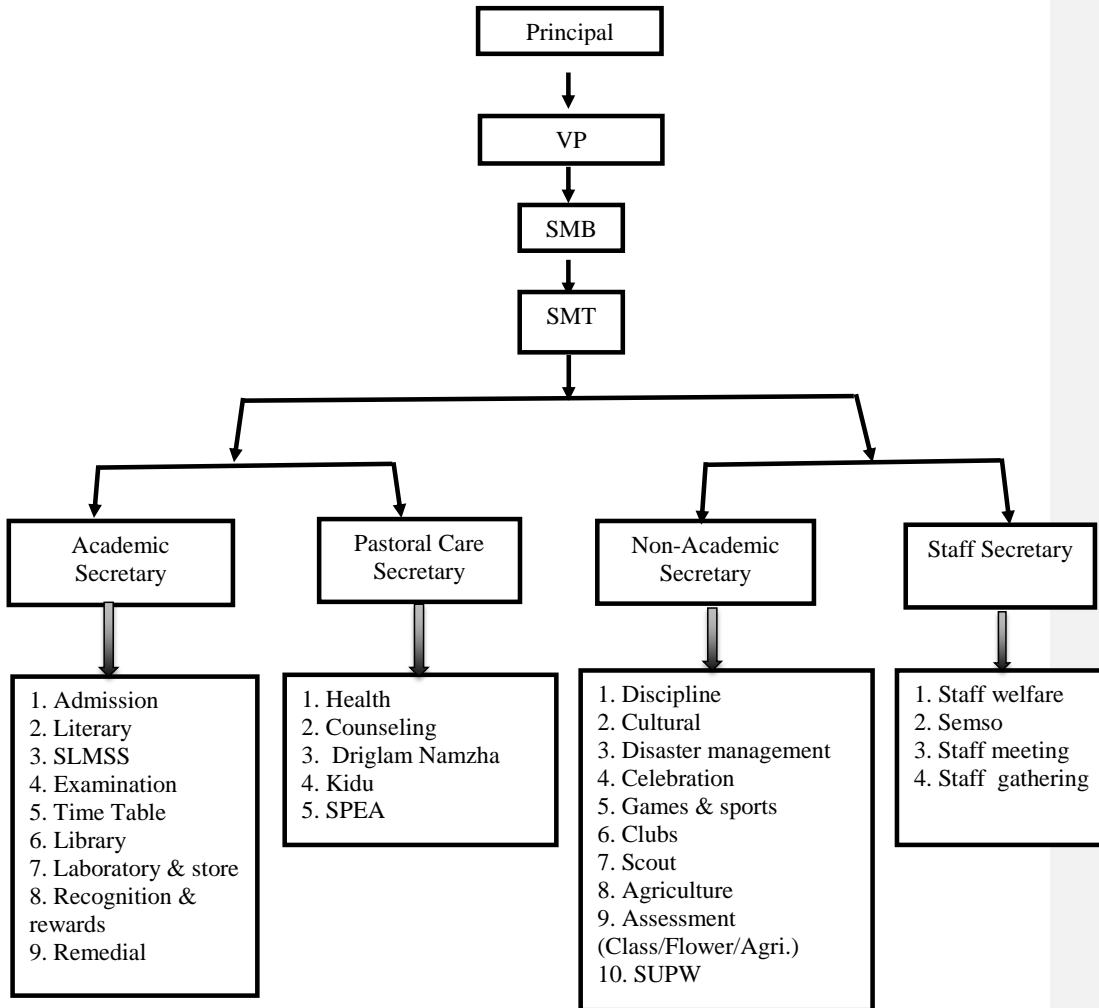 Principal
VP
SMB
SMT
Academic
Secretary
Pastoral Care
Secretary
Non-Academic
Secretary
Staff Secretary
1. Admission
2. Literary
3. SLMSS
4. Examination
5. Time Table
6. Library
7. Laboratory & store
8. Recognition &
rewards
9. Remedial
1. Health
2. Counseling
3. Driglam Namzha
4. Kidu
5. SPEA
1. Discipline
2. Cultural
3. Disaster management
4. Celebration
5. Games & sports
6. Clubs
7. Scout
8. Agriculture
9. Assessment
(Class/Flower/Agri.)
10. SUPW
1. Staff welfare
2. Semso
3. Staff meeting
4. Staff gathering